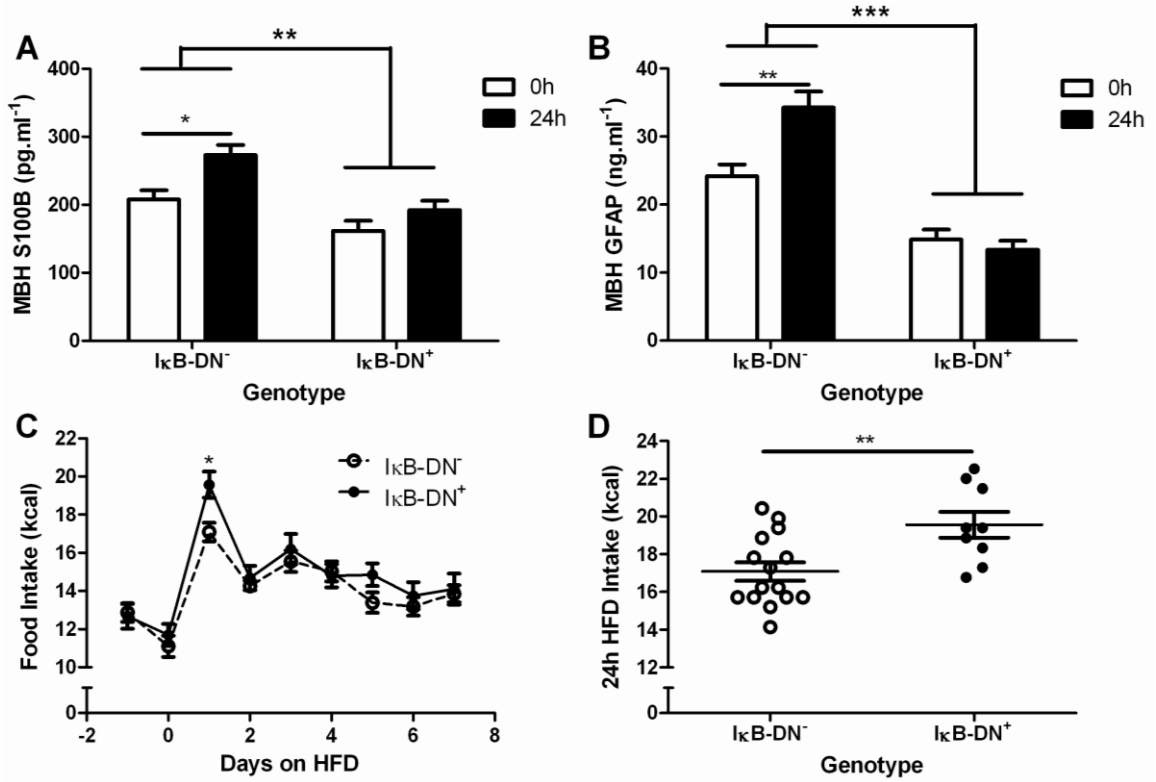 A
**
MBH S100B (pg.ml⁻¹)
400
300
200
100
0
*
0h
24h
IκB-DN⁻
IκB-DN⁺
Genotype
B
***
MBH GFAP (ng.ml⁻¹)
40
30
20
10
0
**
0h
24h
IκB-DN⁻
IκB-DN⁺
Genotype
C
Food Intake (kcal)
22
20
18
16
14
12
10
0
*
IκB-DN⁻
IκB-DN⁺
-2
0
2
4
6
8
Days on HFD
D
24h HFD Intake (kcal)
24
22
20
18
16
14
12
0
**
IκB-DN⁻
IκB-DN⁺
Genotype